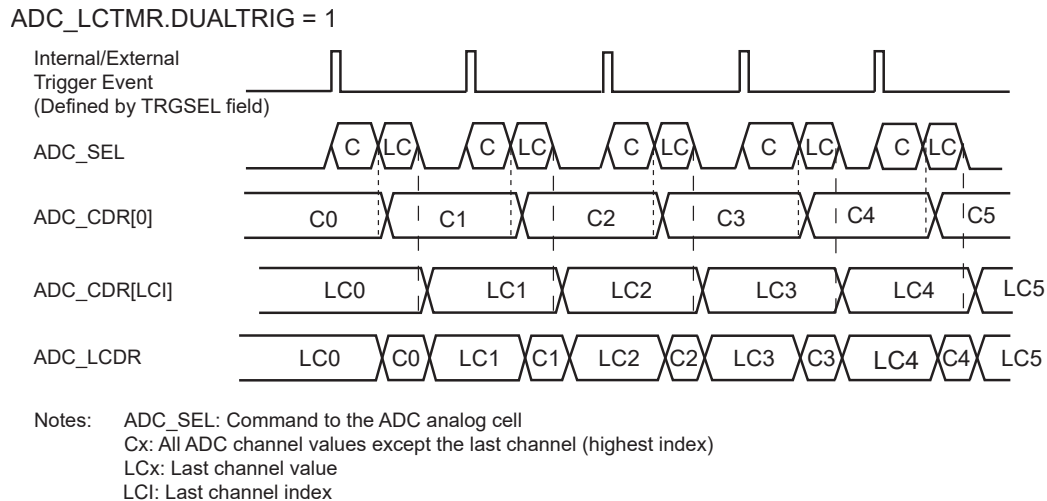 ADC_LCTMR.DUALTRIG = 1
Internal/External
Trigger Event
(Defined by TRGSEL field)
ADC_SEL C LC C LC C LC C LC C LC
ADC_CDR[0] C0 C1 C2 C3 C4 C5
ADC_CDR[LCI] LC0 LC1 LC2 LC3 LC4 LC5
ADC_LCDR LC0 C0 LC1 C1 LC2 C2 LC3 C3 LC4 C4 LC5
Notes: ADC_SEL: Command to the ADC analog cell
Cx: All ADC channel values except the last channel (highest index)
LCx: Last channel value
LCI: Last channel index